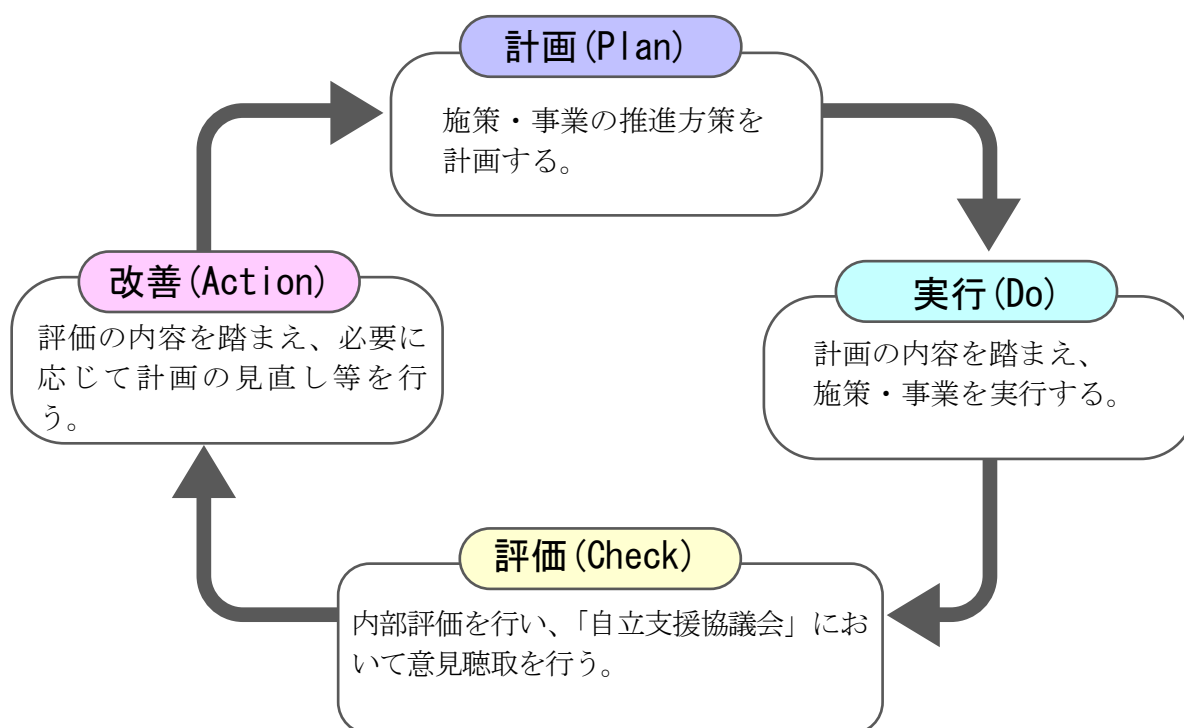 計画(Plan)
施策・事業の推進方策を
計画する。
実行(Do)
計画の内容を踏まえ、
施策・事業を実行する。
評価(Check)
内部評価を行い、「自立支援協議会」にお
いて意見聴取を行う。
改善(Action)
評価の内容を踏まえ、必要に
応じて計画の見直し等を行
う。